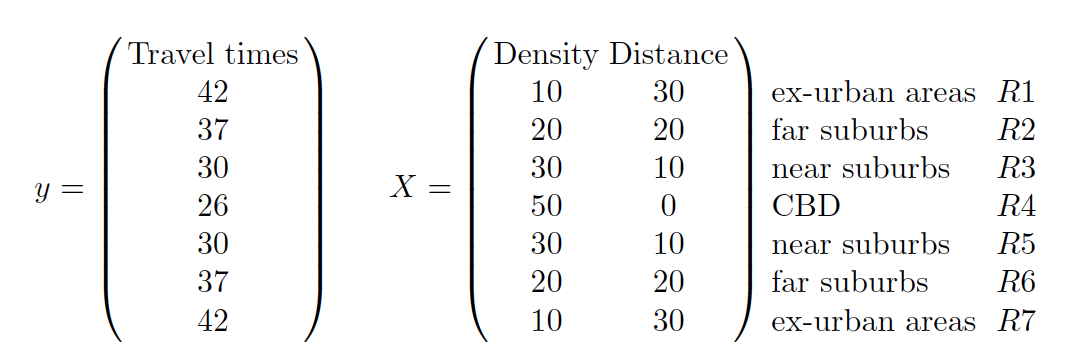 Travel times Density Distance
42 10 30 ex-urban areas R1
37 20 20 far suburbs R2
30 30 10 near suburbs R3
y = X =
26 50 0 CBD R4
30 30 10 near suburbs R5
37 20 20 far suburbs R6
42 10 30 ex-urban areas R7